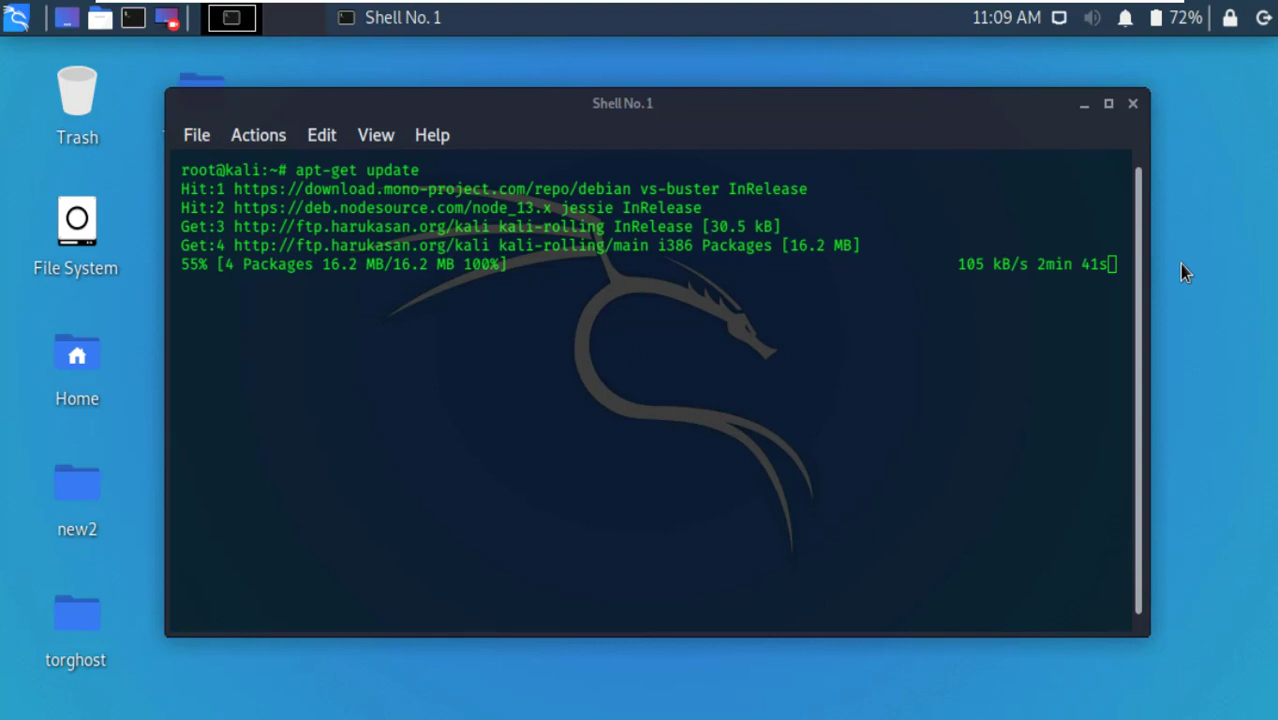 Shell No. 1
11:09 AM
72%
Trash
File System
Home
new2
torghost
Shell No. 1
File Actions Edit View Help
root@kali:~# apt-get update
Hit:1 https://download.mono-project.com/repo/debian vs-buster InRelease
Hit:2 https://deb.nodesource.com/node_13.x jessie InRelease
Get:3 http://ftp.harukasan.org/kali kali-rolling InRelease [30.5 kB]
Get:4 http://ftp.harukasan.org/kali kali-rolling/main i386 Packages [16.2 MB]
55% [4 Packages 16.2 MB/16.2 MB 100%] 105 kB/s 2min 41s